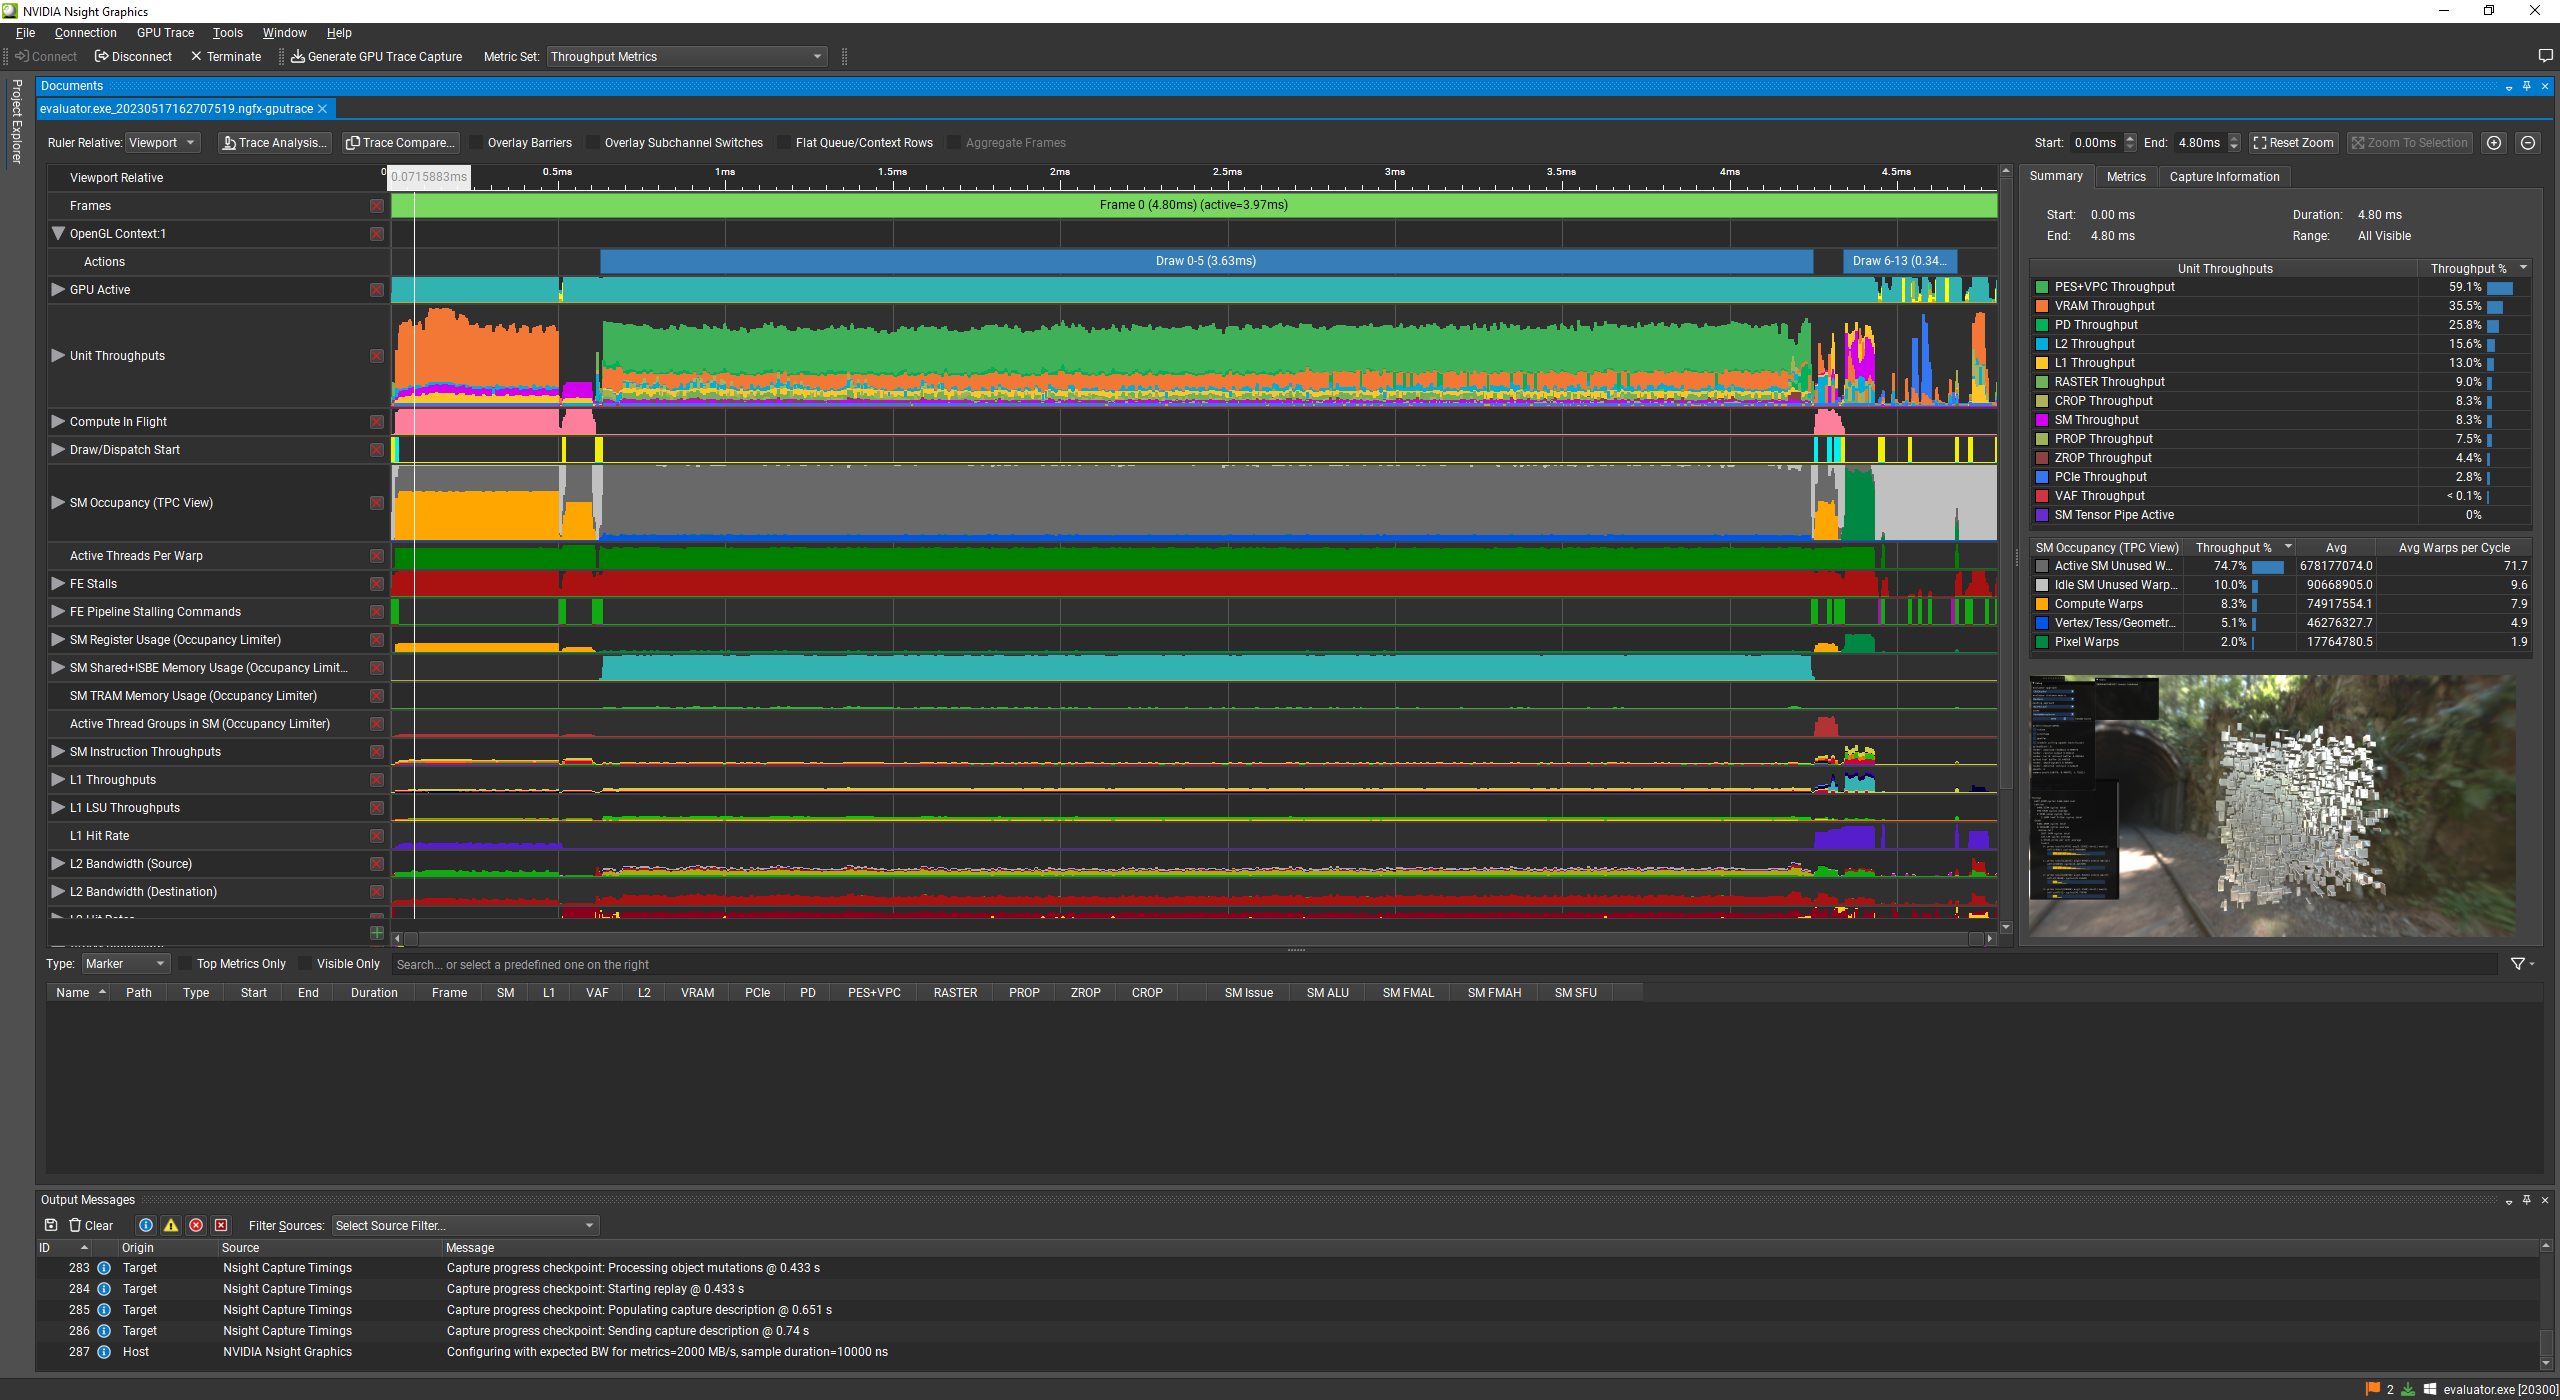 NVIDIA Nsight Graphics
File Connection GPU Trace Tools Window Help
Connect Disconnect Terminate Generate GPU Trace Capture Metric Set: Throughput Metrics
Project Explorer
Documents
evaluator.exe_20230517162707519.ngfx-gputrace
Ruler Relative: Viewport Trace Analysis... Trace Compare... Overlay Barriers Overlay Subchannel Switches Flat Queue/Context Rows Aggregate Frames Start: 0.00ms End: 4.80ms Reset Zoom Zoom To Selection
Viewport Relative 0 0.0715883ms 0.5ms 1ms 1.5ms 2ms 2.5ms 3ms 3.5ms 4ms 4.5ms
Frames Frame 0 (4.80ms) (active=3.97ms)
OpenGL Context:1
Actions Draw 0-5 (3.63ms) Draw 6-13 (0.34...
GPU Active
Unit Throughputs
Compute In Flight
Draw/Dispatch Start
SM Occupancy (TPC View)
Active Threads Per Warp
FE Stalls
FE Pipeline Stalling Commands
SM Register Usage (Occupancy Limiter)
SM Shared+ISBE Memory Usage (Occupancy Limit...
SM TRAM Memory Usage (Occupancy Limiter)
Active Thread Groups in SM (Occupancy Limiter)
SM Instruction Throughputs
L1 Throughputs
L1 LSU Throughputs
L1 Hit Rate
L2 Bandwidth (Source)
L2 Bandwidth (Destination)
Summary Metrics Capture Information
Start: 0.00 ms Duration: 4.80 ms
End: 4.80 ms Range: All Visible
Unit Throughputs Throughput %
PES+VPC Throughput 59.1%
VRAM Throughput 35.5%
PD Throughput 25.8%
L2 Throughput 15.6%
L1 Throughput 13.0%
RASTER Throughput 9.0%
CROP Throughput 8.3%
SM Throughput 8.3%
PROP Throughput 7.5%
ZROP Throughput 4.4%
PCIe Throughput 2.8%
VAF Throughput < 0.1%
SM Tensor Pipe Active 0%
SM Occupancy (TPC View) Throughput % Avg Avg Warps per Cycle
Active SM Unused W... 74.7% 678177074.0 71.7
Idle SM Unused Warp... 10.0% 90668905.0 9.6
Compute Warps 8.3% 74917554.1 7.9
Vertex/Tess/Geometr... 5.1% 46276327.7 4.9
Pixel Warps 2.0% 17764780.5 1.9
Type: Marker Top Metrics Only Visible Only Search... or select a predefined one on the right
Name Path Type Start End Duration Frame SM L1 VAF L2 VRAM PCIe PD PES+VPC RASTER PROP ZROP CROP SM Issue SM ALU SM FMAL SM FMAH SM SFU
Output Messages
Clear Filter Sources: Select Source Filter...
ID Origin Source Message
283 Target Nsight Capture Timings Capture progress checkpoint: Processing object mutations @ 0.433 s
284 Target Nsight Capture Timings Capture progress checkpoint: Starting replay @ 0.433 s
285 Target Nsight Capture Timings Capture progress checkpoint: Populating capture description @ 0.651 s
286 Target Nsight Capture Timings Capture progress checkpoint: Sending capture description @ 0.74 s
287 Host NVIDIA Nsight Graphics Configuring with expected BW for metrics=2000 MB/s, sample duration=10000 ns
2 evaluator.exe [20300]